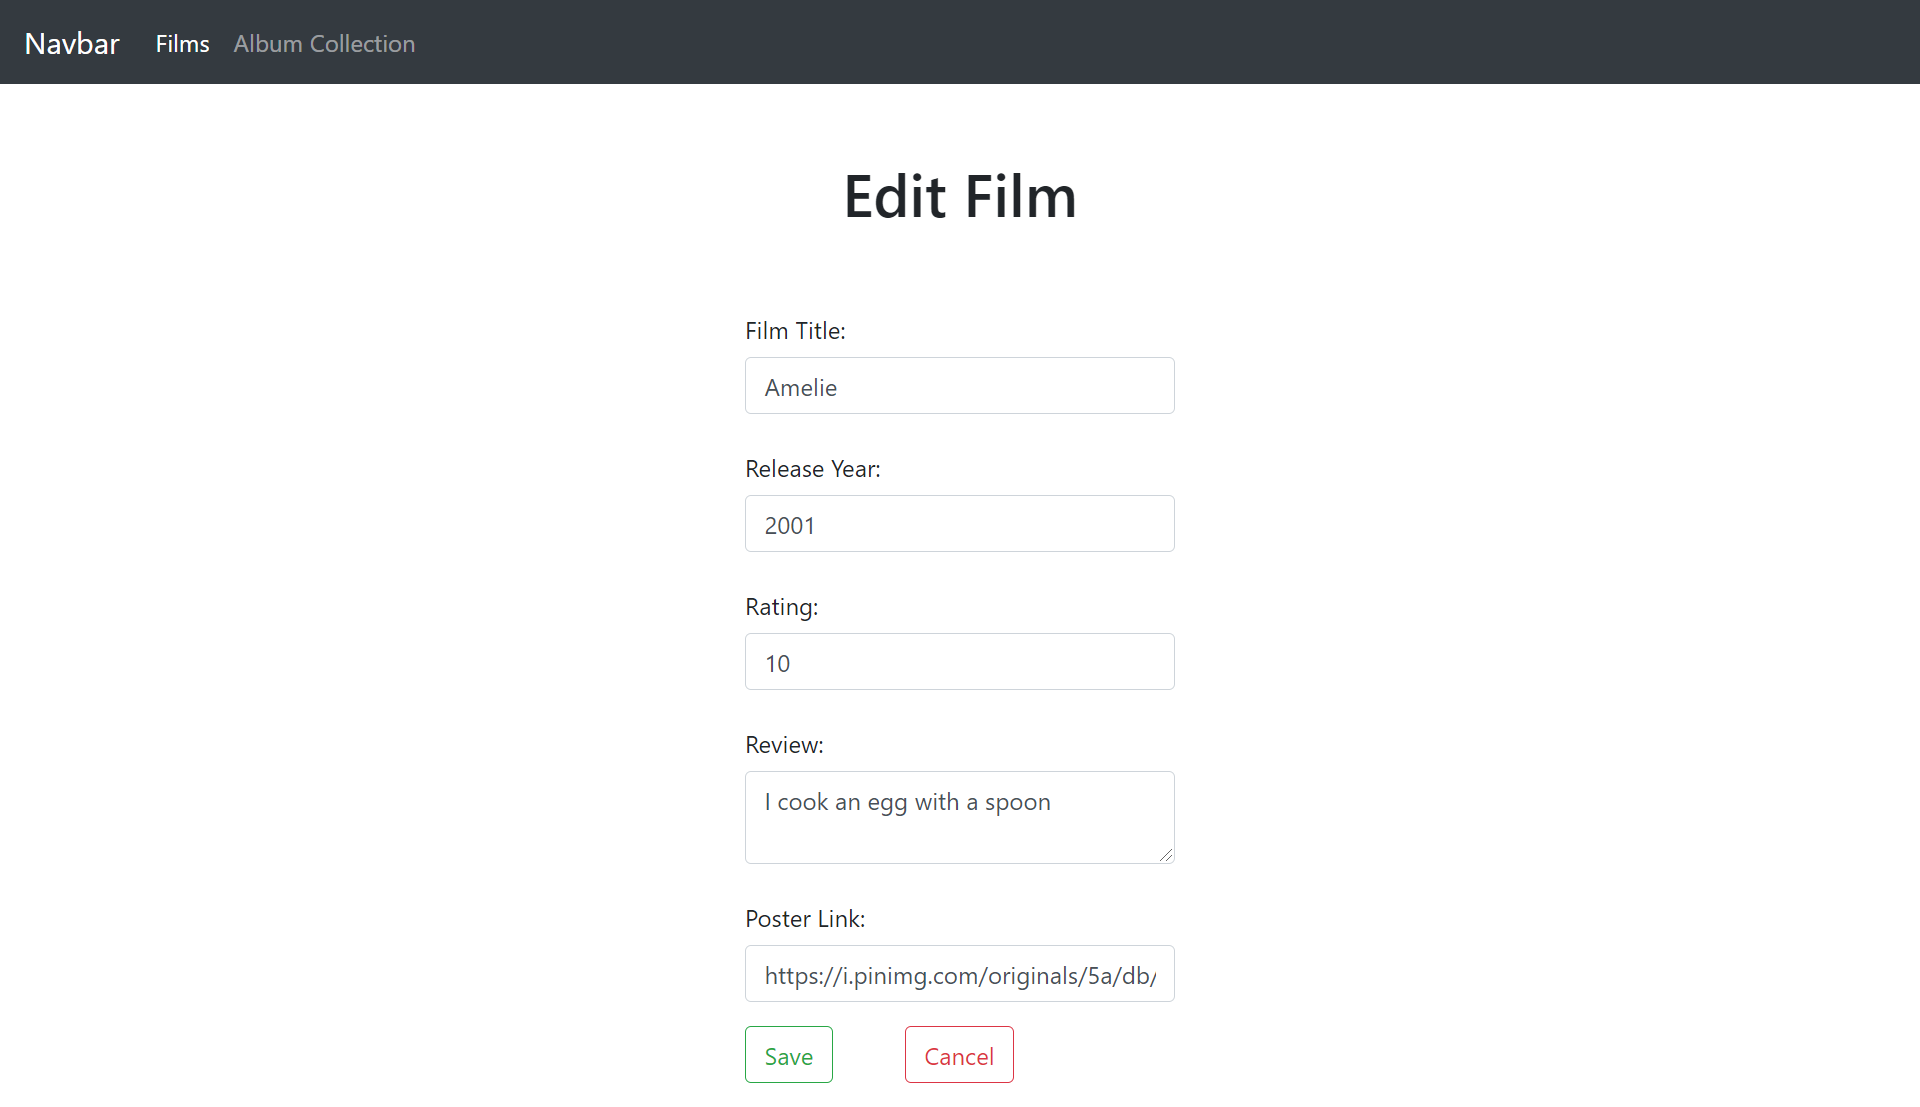 Navbar Films Album Collection
Edit Film
Film Title:
Amelie
Release Year:
2001
Rating:
10
Review:
I cook an egg with a spoon
Poster Link:
https://i.pinimg.com/originals/5a/db/
Save Cancel